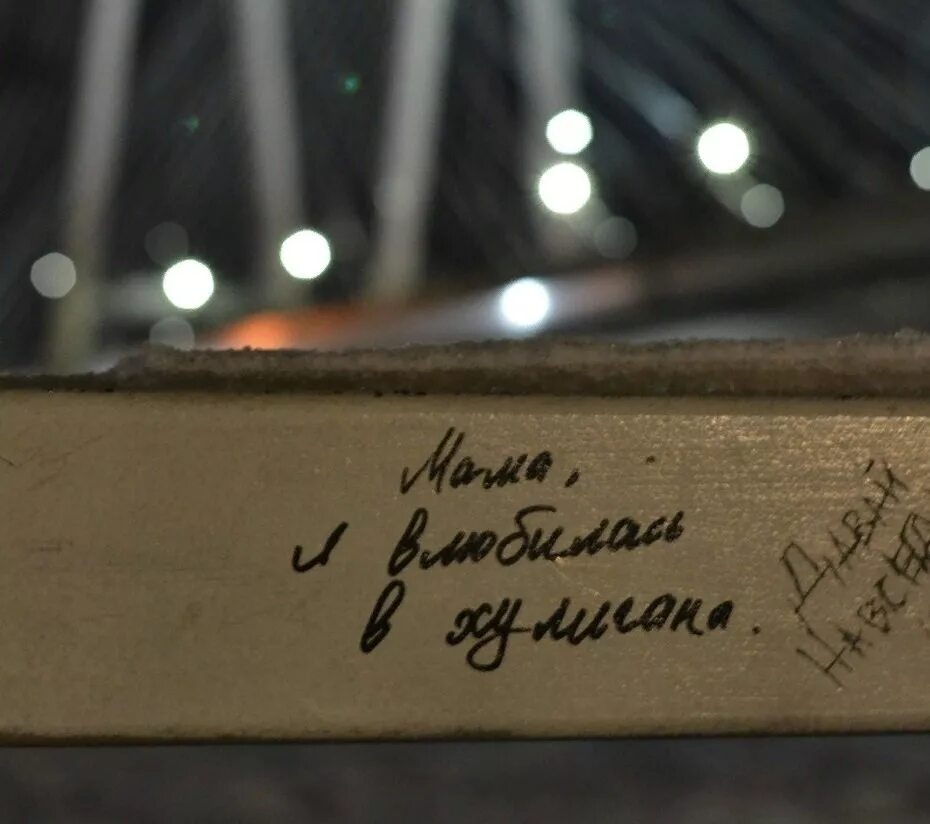 Мама,
я влюбилась
в хулигана.
ДАВАЙ